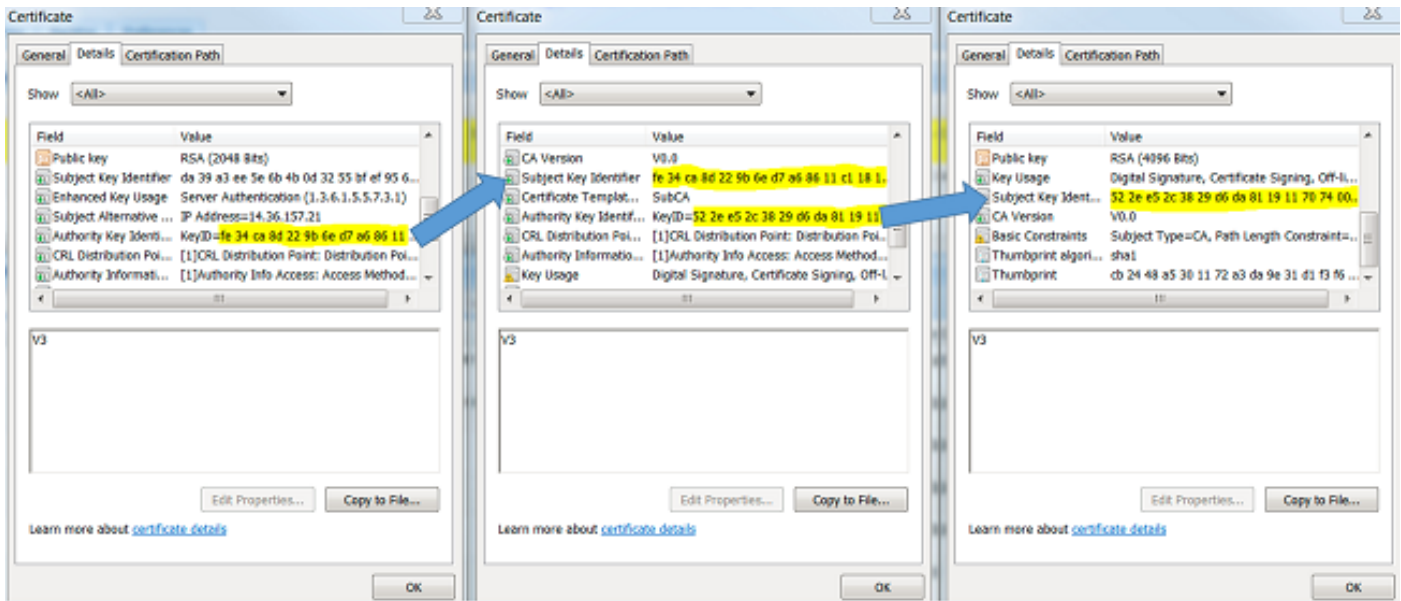 Certificate
General Details Certification Path
Show <All>
Field Value
Public key RSA (2048 Bits)
Subject Key Identifier da 39 a3 ee 5e 6b 4b 0d 32 55 bf ef 95 6...
Enhanced Key Usage Server Authentication (1.3.6.1.5.5.7.3.1)
Subject Alternative ... IP Address=14.36.157.21
Authority Key Identi... KeyID=fe 34 ca 8d 22 9b 6e d7 a6 86 11 ...
CRL Distribution Poi... [1]CRL Distribution Point: Distribution Poi...
Authority Informati... [1]Authority Info Access: Access Method...
V3
Edit Properties... Copy to File...
Learn more about certificate details
OK
Certificate
General Details Certification Path
Show <All>
Field Value
CA Version V0.0
Subject Key Identifier fe 34 ca 8d 22 9b 6e d7 a6 86 11 c1 18 1...
Certificate Templat... SubCA
Authority Key Identif... KeyID=52 2e e5 2c 38 29 d6 da 81 19 11
CRL Distribution Poi... [1]CRL Distribution Point: Distribution Poi...
Authority Informatio... [1]Authority Info Access: Access Method...
Key Usage Digital Signature, Certificate Signing, Off-l...
V3
Edit Properties... Copy to File...
Learn more about certificate details
OK
Certificate
General Details Certification Path
Show <All>
Field Value
Public key RSA (4096 Bits)
Key Usage Digital Signature, Certificate Signing, Off-li...
Subject Key Ident... 52 2e e5 2c 38 29 d6 da 81 19 11 70 74 00...
CA Version V0.0
Basic Constraints Subject Type=CA, Path Length Constraint=...
Thumbprint algori... sha1
Thumbprint cb 24 48 a5 30 11 72 a3 da 9e 31 d1 f3 f6 ...
V3
Edit Properties... Copy to File...
Learn more about certificate details
OK